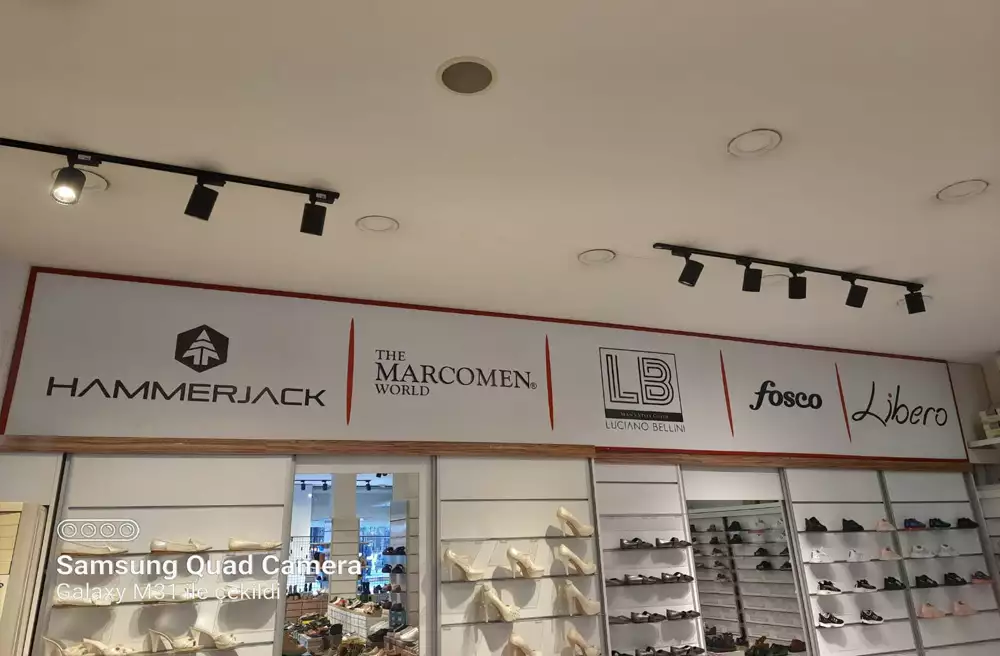 HAMMERJACK
THE
MARCOMEN®
WORLD
LB
LUCIANO BELLINI
fosco
Libero
Samsung Quad Camera
Galaxy M31 ile çekildi